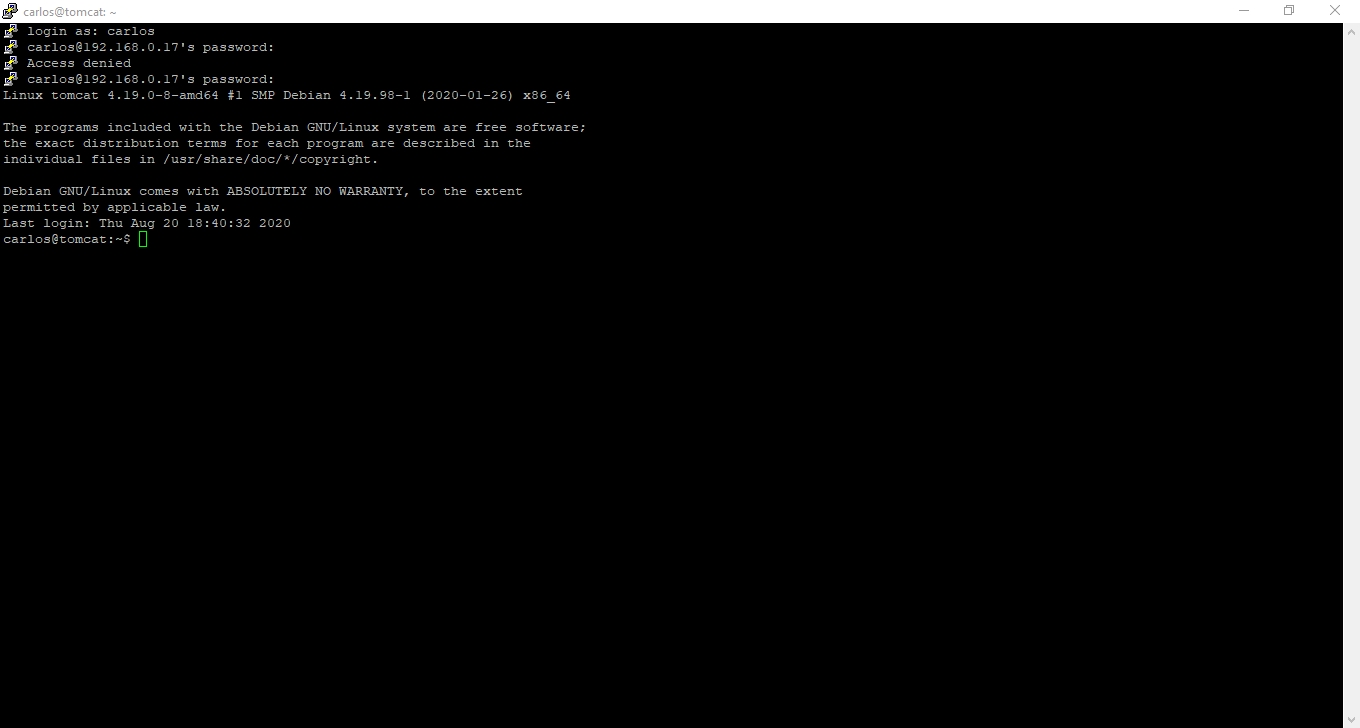 carlos@tomcat: ~
login as: carlos
carlos@192.168.0.17's password:
Access denied
carlos@192.168.0.17's password:
Linux tomcat 4.19.0-8-amd64 #1 SMP Debian 4.19.98-1 (2020-01-26) x86_64
The programs included with the Debian GNU/Linux system are free software;
the exact distribution terms for each program are described in the
individual files in /usr/share/doc/*/copyright.
Debian GNU/Linux comes with ABSOLUTELY NO WARRANTY, to the extent
permitted by applicable law.
Last login: Thu Aug 20 18:40:32 2020
carlos@tomcat:~$